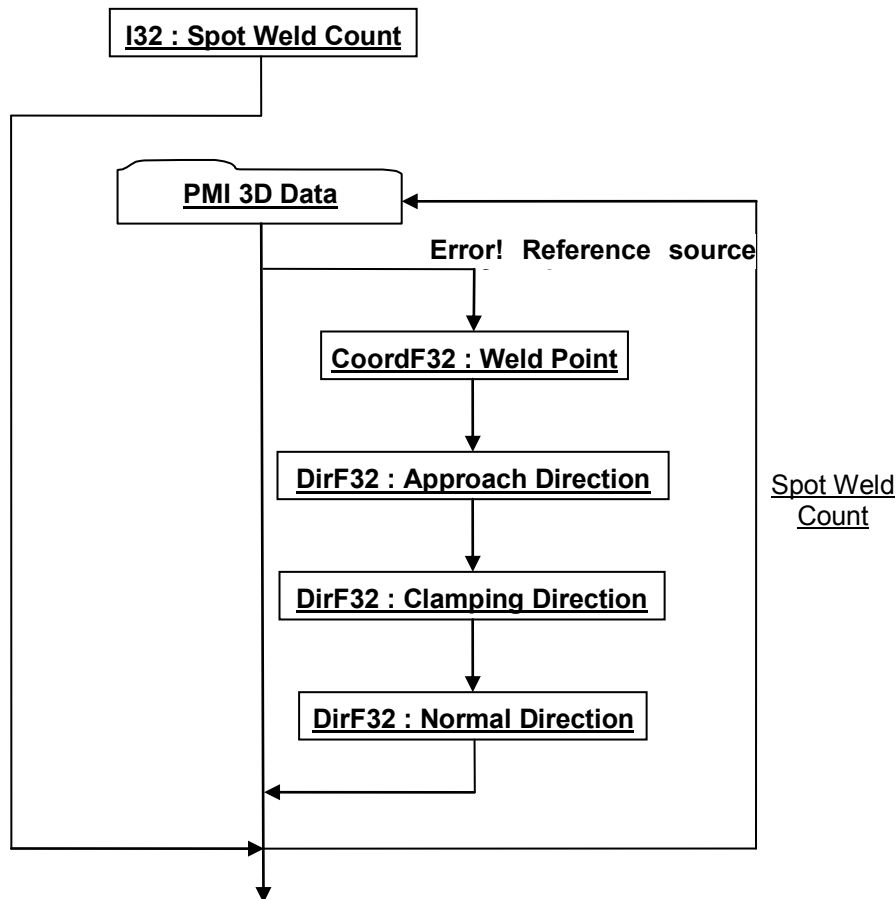 I32 : Spot Weld Count
PMI 3D Data
Error! Reference source
CoordF32 : Weld Point
DirF32 : Approach Direction
Spot Weld
Count
DirF32 : Clamping Direction
DirF32 : Normal Direction